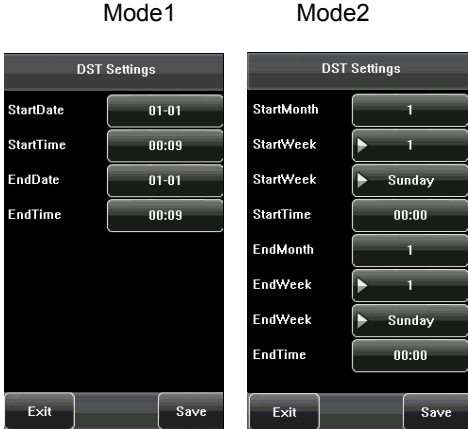 Mode1
DST Settings
StartDate 01-01
StartTime 00:09
EndDate 01-01
EndTime 00:09
Exit Save
Mode2
DST Settings
StartMonth 1
StartWeek 1
StartWeek Sunday
StartTime 00:00
EndMonth 1
EndWeek 1
EndWeek Sunday
EndTime 00:00
Exit Save